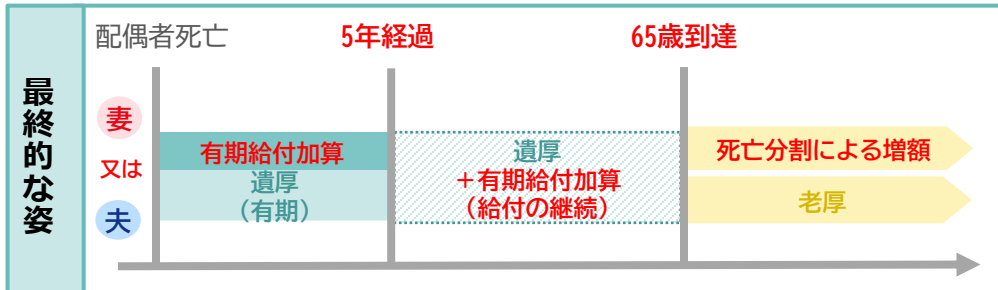 最終的な姿
配偶者死亡
5年経過
65歳到達
妻
又は
夫
有期給付加算
遺厚
（有期）
遺厚
＋有期給付加算
（給付の継続）
死亡分割による増額
老厚